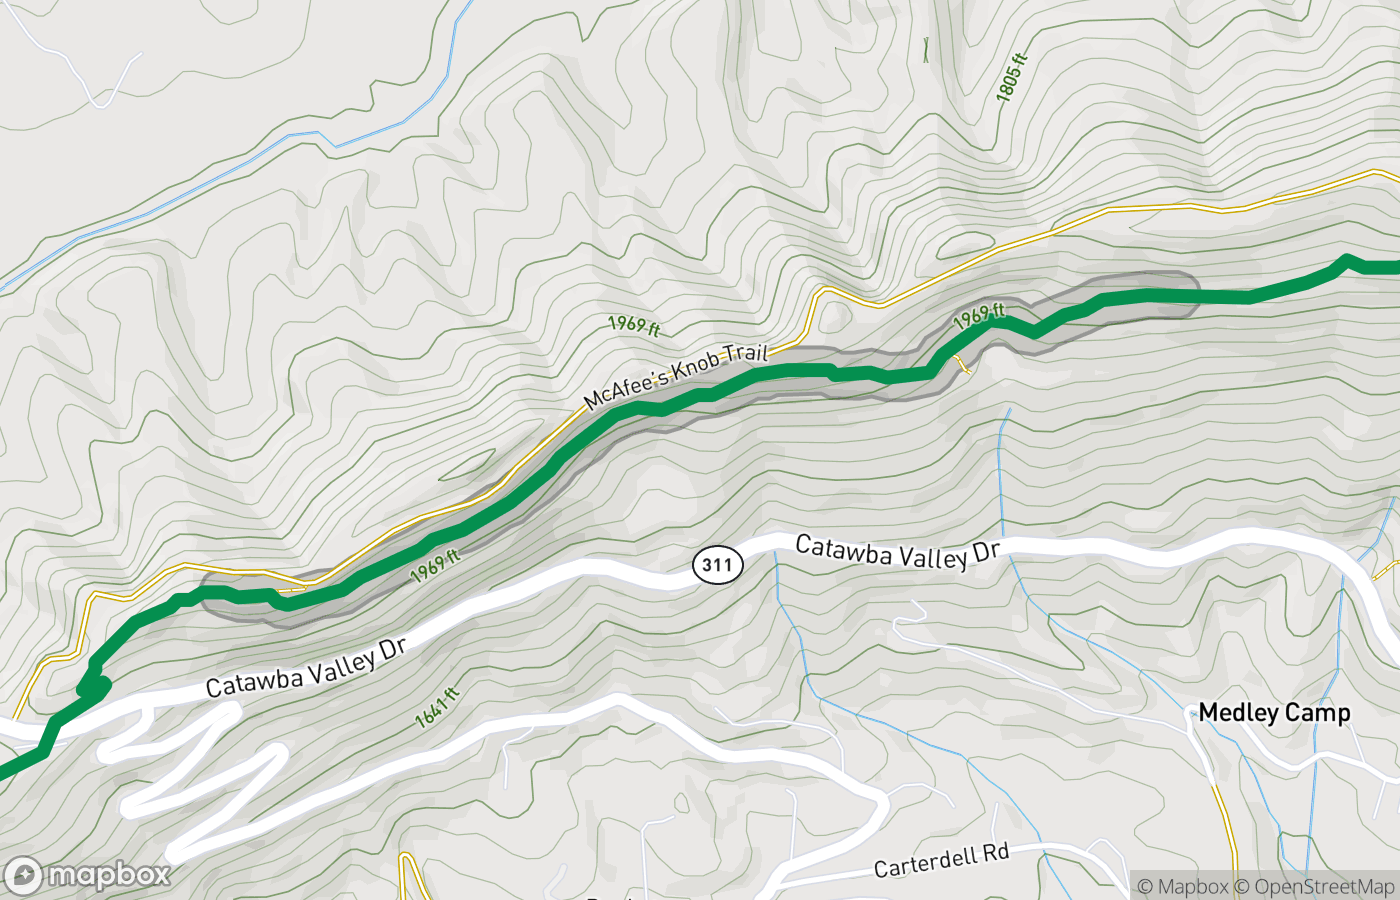 1805 ft
1969 ft
1969 ft
McAfee's Knob Trail
1969 ft
311
Catawba Valley Dr
Catawba Valley Dr
1641 ft
Medley Camp
Carterdell Rd
mapbox
© Mapbox © OpenStreetMap